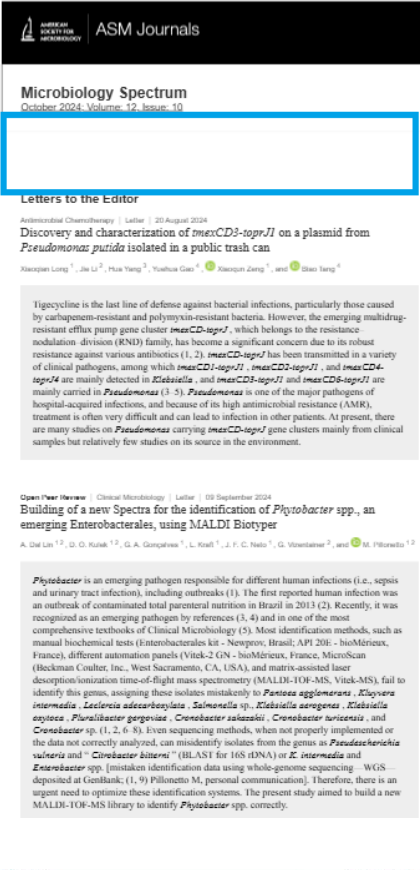 AMERICAN
SOCIETY FOR
MICROBIOLOGY
ASM Journals
Microbiology Spectrum
October 2024; Volume: 12, Issue: 10
Letters to the Editor
Antimicrobial Chemotherapy | Letter | 20 August 2024
Discovery and characterization of tmexCD3-toprJ1 on a plasmid from
Pseudomonas putida isolated in a public trash can
Xiaoqian Long 1, Jie Li 2, Hua Yang 3, Yuehua Gao 4, Xiaoqun Zeng 1, and Biao Tang 4
Tigecycline is the last line of defense against bacterial infections, particularly those caused
by carbapenem-resistant and polymyxin-resistant bacteria. However, the emerging multidrug-
resistant efflux pump gene cluster tmexCD-toprJ, which belongs to the resistance–
nodulation–division (RND) family, has become a significant concern due to its robust
resistance against various antibiotics (1, 2). tmexCD-toprJ has been transmitted in a variety
of clinical pathogens, among which tmexCD1-toprJ1, tmexCD2-toprJ1, and tmexCD4-
toprJ4 are mainly detected in Klebsiella, and tmexCD3-toprJ1 and tmexCD6-toprJ1 are
mainly carried in Pseudomonas (3–5). Pseudomonas is one of the major pathogens of
hospital-acquired infections, and because of its high antimicrobial resistance (AMR),
treatment is often very difficult and can lead to infection in other patients. At present, there
are many studies on Pseudomonas carrying tmexCD-toprJ gene clusters mainly from clinical
samples but relatively few studies on its source in the environment.
Open Peer Review | Clinical Microbiology | Letter | 09 September 2024
Building of a new Spectra for the identification of Phytobacter spp., an
emerging Enterobacterales, using MALDI Biotyper
A. Dal Lin 1 2, D. O. Kulek 1 2, G. A. Gonçalves 1, L. Kraft 1, J. F. C. Neto 1, G. Vizentainer 2, and M. Pillonetto 1 2
Phytobacter is an emerging pathogen responsible for different human infections (i.e., sepsis
and urinary tract infection), including outbreaks (1). The first reported human infection was
an outbreak of contaminated total parenteral nutrition in Brazil in 2013 (2). Recently, it was
recognized as an emerging pathogen by references (3, 4) and in one of the most
comprehensive textbooks of Clinical Microbiology (5). Most identification methods, such as
manual biochemical tests (Enterobacterales kit - Newprov, Brasil; API 20E - bioMérieux,
France), different automation panels (Vitek-2 GN - bioMérieux, France, MicroScan
(Beckman Coulter, Inc., West Sacramento, CA, USA), and matrix-assisted laser
desorption/ionization time-of-flight mass spectrometry (MALDI-TOF-MS, Vitek-MS), fail to
identify this genus, assigning these isolates mistakenly to Pantoea agglomerans, Kluyvera
intermedia, Leclercia adecarboxylata, Salmonella sp., Klebsiella aerogenes, Klebsiella
oxytoca, Pluralibacter gergoviae, Cronobacter sakazakii, Cronobacter turicensis, and
Cronobacter sp. (1, 2, 6–8). Even sequencing methods, when not properly implemented or
the data not correctly analyzed, can misidentify isolates from the genus as Pseudescherichia
vulneris and " Citrobacter bitterni" (BLAST for 16S rDNA) or K. intermedia and
Enterobacter spp. [mistaken identification data using whole-genome sequencing—WGS—
deposited at GenBank; (1, 9) Pillonetto M, personal communication]. Therefore, there is an
urgent need to optimize these identification systems. The present study aimed to build a new
MALDI-TOF-MS library to identify Phytobacter spp. correctly.